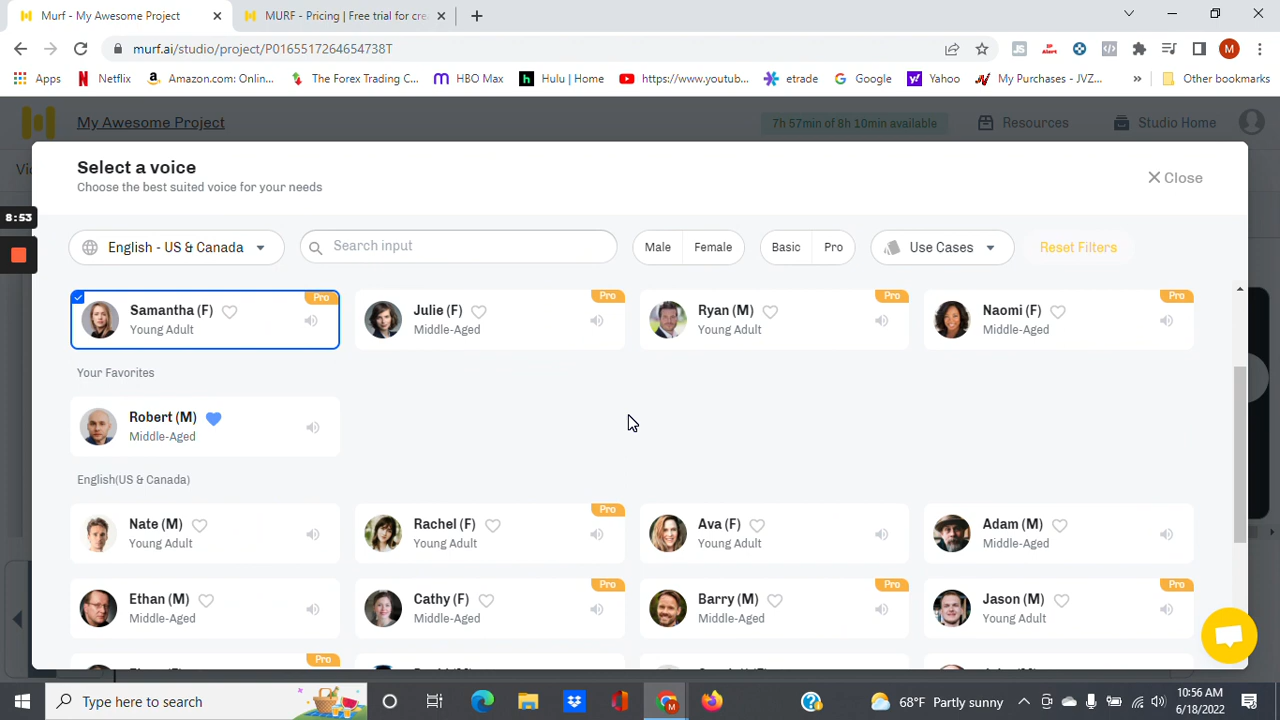 Murf - My Awesome Project
MURF - Pricing | Free trial for cre
murf.ai/studio/project/P0165517264654738T
JS
M
Apps
Netflix
Amazon.com: Onlin...
The Forex Trading C...
HBO Max
Hulu | Home
https://www.youtub...
etrade
Google
Yahoo
My Purchases - JVZ...
Other bookmarks
My Awesome Project
7h 57min of 8h 10min available
Resources
Studio Home
Select a voice
Choose the best suited voice for your needs
Close
8:53
English - US & Canada
Search input
Male
Female
Basic
Pro
Use Cases
Reset Filters
Samantha (F)
Young Adult
Pro
Julie (F)
Middle-Aged
Pro
Ryan (M)
Young Adult
Pro
Naomi (F)
Middle-Aged
Pro
Your Favorites
Robert (M)
Middle-Aged
English(US & Canada)
Nate (M)
Young Adult
Rachel (F)
Young Adult
Pro
Ava (F)
Young Adult
Adam (M)
Middle-Aged
Ethan (M)
Middle-Aged
Cathy (F)
Middle-Aged
Pro
Barry (M)
Middle-Aged
Pro
Jason (M)
Young Adult
Pro
Pro
Type here to search
68°F Partly sunny
10:56 AM
6/18/2022